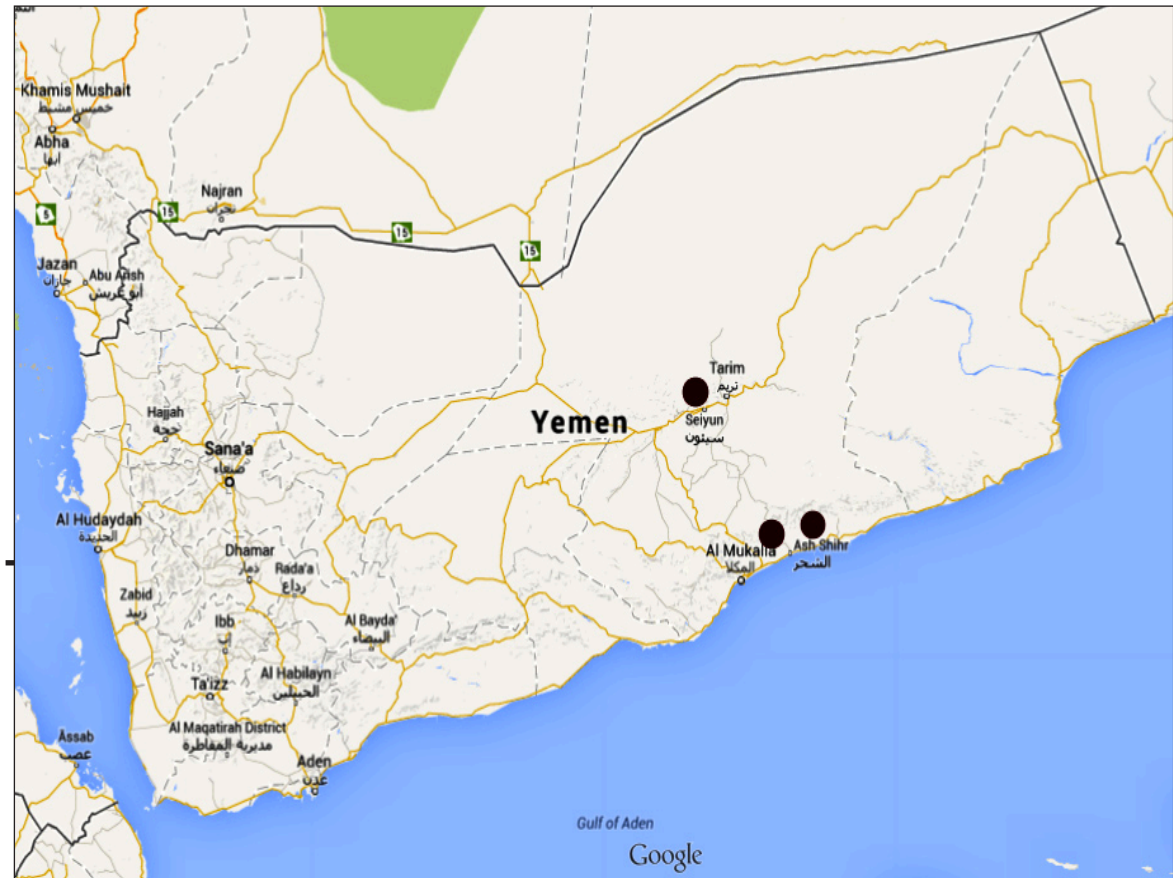 Khamis Mushait
خميس مشيط
Abha
أبها
Najran
نجران
15
15
15
5
Jazan
جازان
Abu Arish
أبو عريش
Tarim
تريم
Yemen
Seiyun
سيئون
Hajjah
حجة
Sana'a
صنعاء
Al Hudaydah
الحديدة
Al Mukalla
المكلا
Ash Shihr
الشحر
Dhamar
ذمار
Rada'a
رداع
Zabid
زبيد
Ibb
إب
Al Bayda'
البيضاء
Ta'izz
Al Habilayn
الحبيلين
Al Maqatirah District
مديرية المقاطرة
Assab
عصب
Aden
عدن
Gulf of Aden
Google